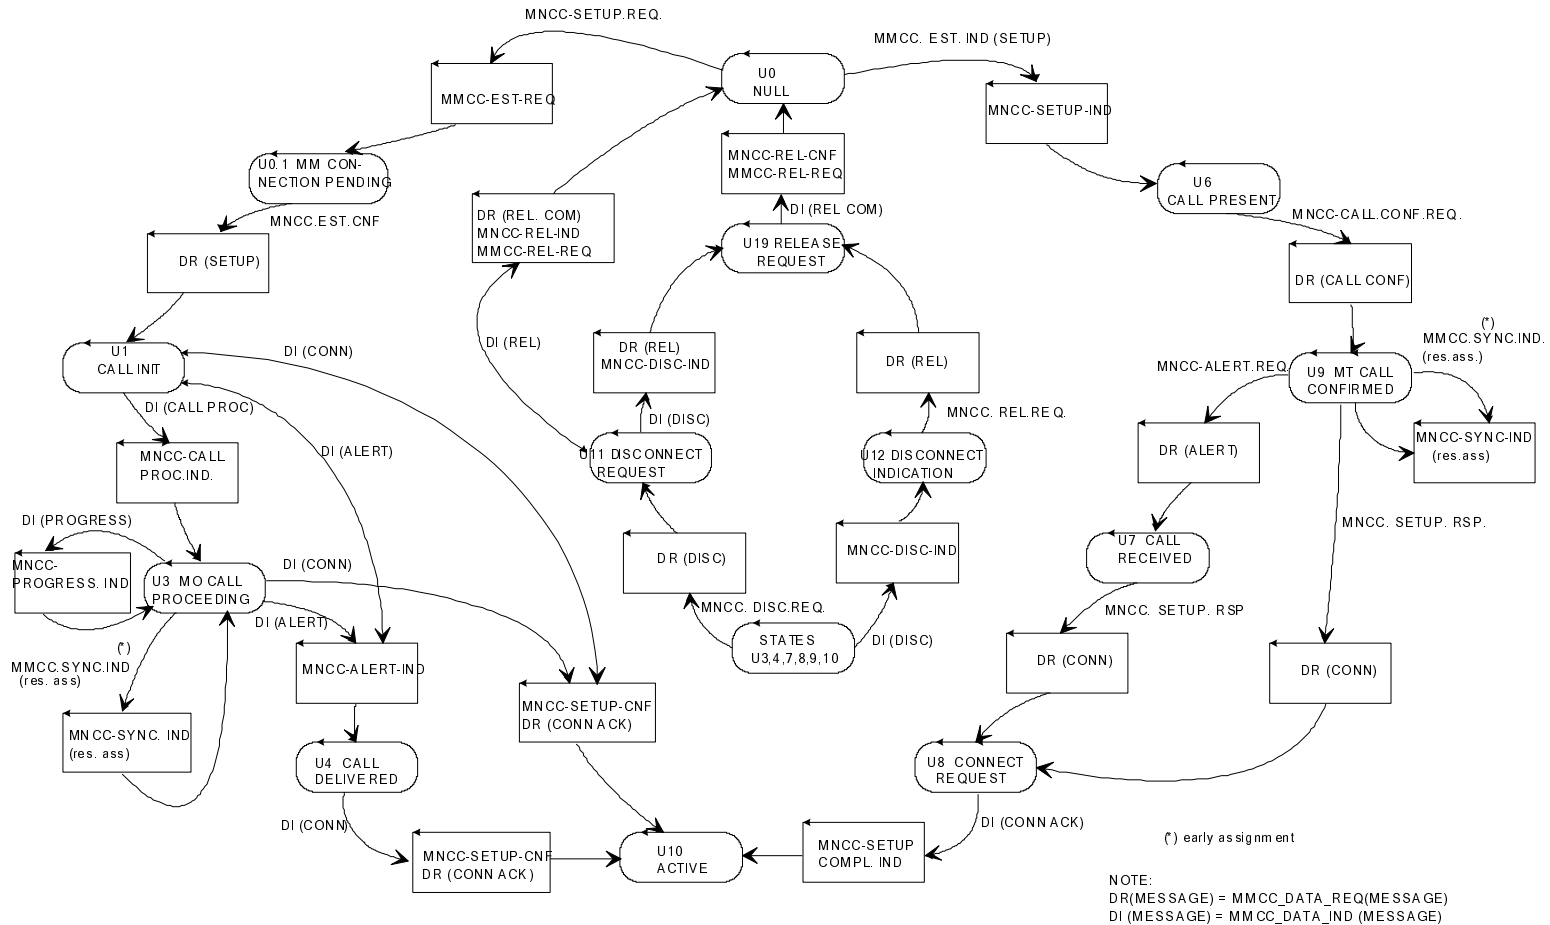 MNCC-SETUP.REQ.
MMCC. EST. IND (SETUP)
U0
NULL
MMCC-EST-REQ
MNCC-SETUP-IND
MNCC-REL-CNF
MMCC-REL-REQ
U0.1 MM CON-
NECTION PENDING
U6
CALL PRESENT
MNCC.EST.CNF
DR (REL. COM)
MNCC-REL-IND
MMCC-REL-REQ
DI (REL COM)
MNCC-CALL.CONF.REQ.
DR (SETUP)
U19 RELEASE
REQUEST
DR (CALL CONF)
(*)
MMCC.SYNC.IND.
(res.ass.)
U1
CALL INIT
DI (CONN)
DI (REL)
DR (REL)
MNCC-DISC-IND
DR (REL)
MNCC-ALERT.REQ.
U9 MT CALL
CONFIRMED
DI (CALL PROC)
DI (DISC)
MNCC. REL.REQ.
MNCC-CALL
PROC.IND.
DI (ALERT)
U11 DISCONNECT
REQUEST
U12 DISCONNECT
INDICATION
DR (ALERT)
MNCC-SYNC-IND
(res.ass)
DI (PROGRESS)
MNCC. SETUP. RSP.
MNCC-
PROGRESS. IND
U3 MO CALL
PROCEEDING
DI (CONN)
DR (DISC)
MNCC-DISC-IND
U7 CALL
RECEIVED
DI (ALERT)
MNCC. DISC.REQ.
DI (DISC)
MNCC. SETUP. RSP
(*)
MMCC.SYNC.IND
(res. ass)
STATES
U3,4,7,8,9,10
MNCC-ALERT-IND
DR (CONN)
DR (CONN)
MNCC-SYNC. IND
(res. ass)
MNCC-SETUP-CNF
DR (CONN ACK)
U4 CALL
DELIVERED
U8 CONNECT
REQUEST
DI (CONN)
DI (CONN ACK)
MNCC-SETUP-CNF
DR (CONN ACK)
U10
ACTIVE
MNCC-SETUP
COMPL. IND
(*) early assignment
NOTE:
DR(MESSAGE) = MMCC_DATA_REQ(MESSAGE)
DI (MESSAGE) = MMCC_DATA_IND (MESSAGE)